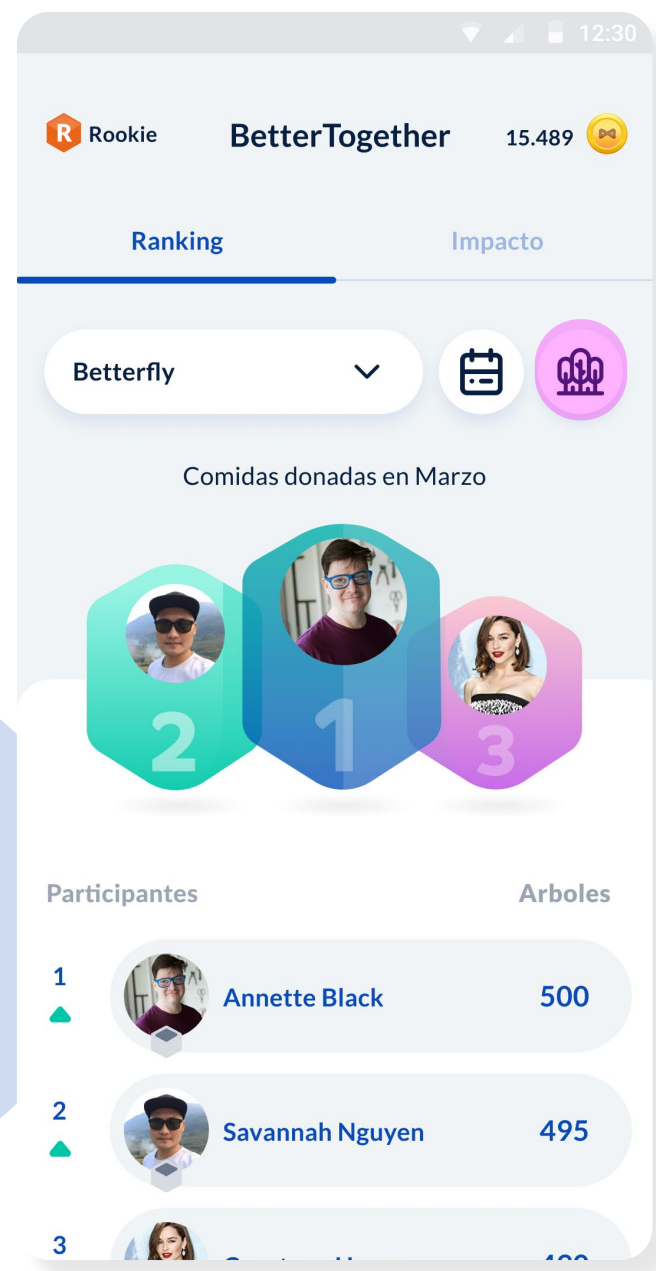 12:30
R Rookie
BetterTogether
15.489
Ranking
Impacto
Betterfly
Comidas donadas en Marzo
2
1
3
Participantes
Arboles
1
Annette Black
500
2
Savannah Nguyen
495
3